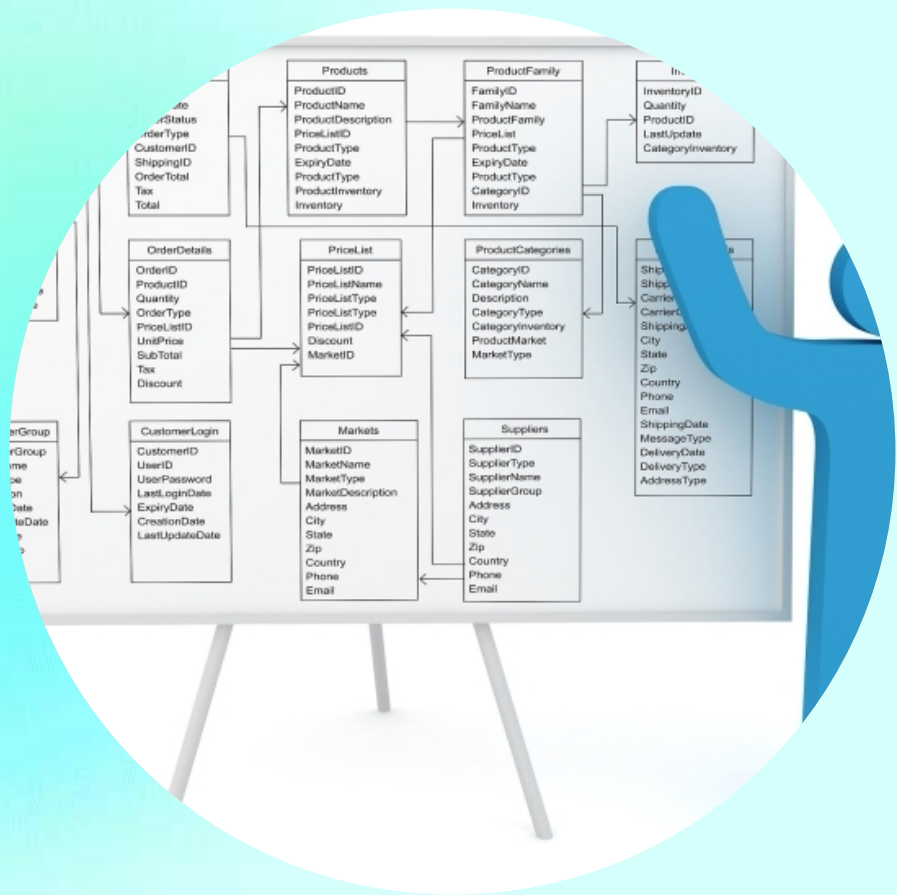 OrderType
CustomerID
ShippingID
OrderTotal
Tax
Total
Products
ProductID
ProductName
ProductDescription
PriceListID
ProductType
ExpiryDate
ProductType
ProductInventory
Inventory
ProductFamily
FamilyID
FamilyName
ProductFamily
PriceList
ProductType
ExpiryDate
ProductType
CategoryID
Inventory
InventoryID
Quantity
ProductID
LastUpdate
CategoryInventory
OrderDetails
OrderID
ProductID
Quantity
OrderType
PriceListID
UnitPrice
SubTotal
Tax
Discount
PriceList
PriceListID
PriceListName
PriceListType
PriceListType
PriceListID
Discount
MarketID
ProductCategories
CategoryID
CategoryName
Description
CategoryType
CategoryInventory
ProductMarket
MarketType
City
State
Zip
Country
Phone
Email
ShippingDate
MessageType
DeliveryDate
DeliveryType
AddressType
CustomerLogin
CustomerID
UserID
UserPassword
LastLoginDate
ExpiryDate
CreationDate
LastUpdateDate
Markets
MarketID
MarketName
MarketType
MarketDescription
Address
City
State
Zip
Country
Phone
Email
Suppliers
SupplierID
SupplierType
SupplierName
SupplierGroup
Address
City
State
Zip
Country
Phone
Email